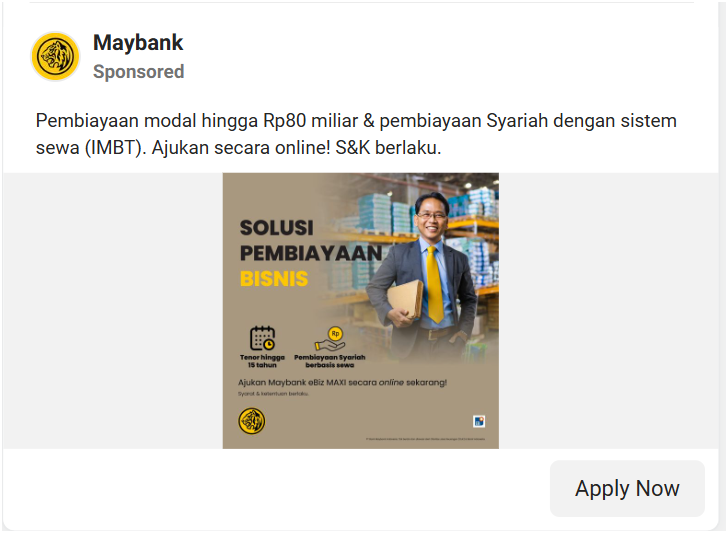 Maybank
Sponsored
Pembiayaan modal hingga Rp80 miliar & pembiayaan Syariah dengan sistem
sewa (IMBT). Ajukan secara online! S&K berlaku.
SOLUSI
PEMBIAYAAN
BISNIS
Rp
Tenor hingga
15 tahun
Pembiayaan Syariah
berbasis sewa
Ajukan Maybank eBiz MAXI secara online sekarang!
Syarat & ketentuan berlaku.
Apply Now